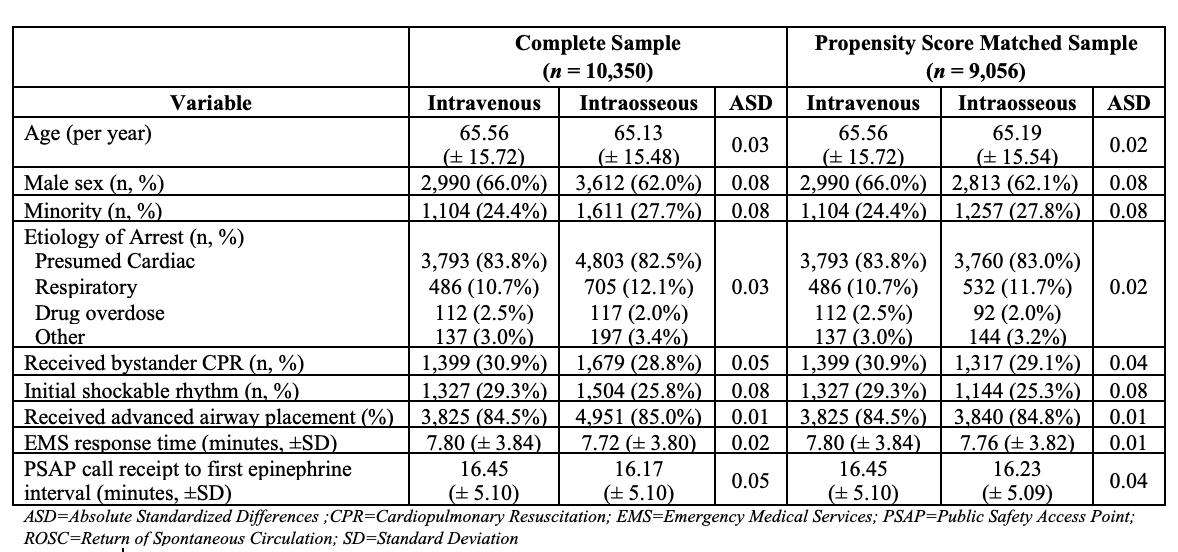 Complete Sample Propensity Score Matched Sample
(n = 10,350) (n = 9,056)
Variable Intravenous Intraosseous ASD Intravenous Intraosseous ASD
Age (per year) 65.56 (± 15.72) 65.13 (± 15.48) 0.03 65.56 (± 15.72) 65.19 (± 15.54) 0.02
Male sex (n, %) 2,990 (66.0%) 3,612 (62.0%) 0.08 2,990 (66.0%) 2,813 (62.1%) 0.08
Minority (n, %) 1,104 (24.4%) 1,611 (27.7%) 0.08 1,104 (24.4%) 1,257 (27.8%) 0.08
Etiology of Arrest (n, %)
Presumed Cardiac 3,793 (83.8%) 4,803 (82.5%) 3,793 (83.8%) 3,760 (83.0%)
Respiratory 486 (10.7%) 705 (12.1%) 0.03 486 (10.7%) 532 (11.7%) 0.02
Drug overdose 112 (2.5%) 117 (2.0%) 112 (2.5%) 92 (2.0%)
Other 137 (3.0%) 197 (3.4%) 137 (3.0%) 144 (3.2%)
Received bystander CPR (n, %) 1,399 (30.9%) 1,679 (28.8%) 0.05 1,399 (30.9%) 1,317 (29.1%) 0.04
Initial shockable rhythm (n, %) 1,327 (29.3%) 1,504 (25.8%) 0.08 1,327 (29.3%) 1,144 (25.3%) 0.08
Received advanced airway placement (%) 3,825 (84.5%) 4,951 (85.0%) 0.01 3,825 (84.5%) 3,840 (84.8%) 0.01
EMS response time (minutes, ±SD) 7.80 (± 3.84) 7.72 (± 3.80) 0.02 7.80 (± 3.84) 7.76 (± 3.82) 0.01
PSAP call receipt to first epinephrine 16.45 16.17 0.05 16.45 16.23 0.04
interval (minutes, ±SD) (± 5.10) (± 5.10) (± 5.10) (± 5.09)
ASD=Absolute Standardized Differences ;CPR=Cardiopulmonary Resuscitation; EMS=Emergency Medical Services; PSAP=Public Safety Access Point;
ROSC=Return of Spontaneous Circulation; SD=Standard Deviation